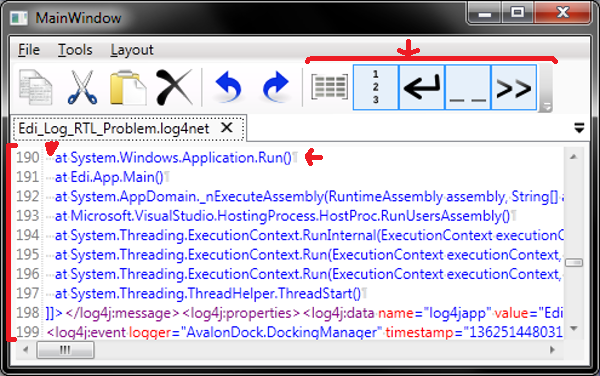 MainWindow
File Tools Layout
1
2
3
_ _ >>
Edi_Log_RTL_Problem.log4net
190 at System.Windows.Application.Run()¶
191 at Edi.App.Main()¶
192 at System.AppDomain._nExecuteAssembly(RuntimeAssembly assembly, String[]
193 at Microsoft.VisualStudio.HostingProcess.HostProc.RunUsersAssembly()¶
194 at System.Threading.ExecutionContext.RunInternal(ExecutionContext executionC
195 at System.Threading.ExecutionContext.Run(ExecutionContext executionContext,
196 at System.Threading.ExecutionContext.Run(ExecutionContext executionContext,
197 at System.Threading.ThreadHelper.ThreadStart()¶
198 ]]></log4j:message><log4j:properties><log4j:data name="log4japp" value="Edi
199 <log4j:event logger="AvalonDock.DockingManager" timestamp="136251448031